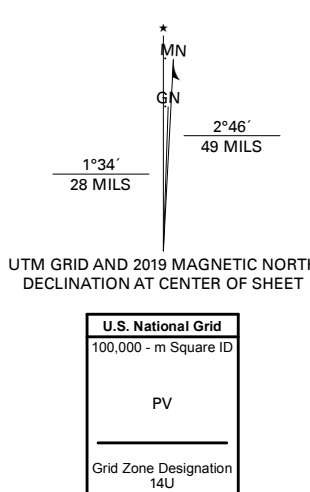 ★
MN
GN
2°46´
49 MILS
1°34´
28 MILS
UTM GRID AND 2019 MAGNETIC NORTH
DECLINATION AT CENTER OF SHEET
U.S. National Grid
100,000 - m Square ID
PV
Grid Zone Designation
14U